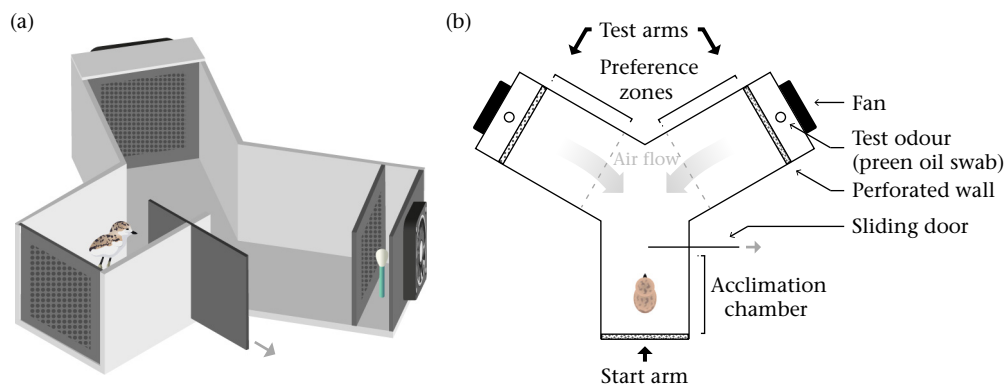 (a)
(b)
Test arms
Preference
zones
Air flow
Fan
Test odour
(preen oil swab)
Perforated wall
Sliding door
Acclimation
chamber
Start arm